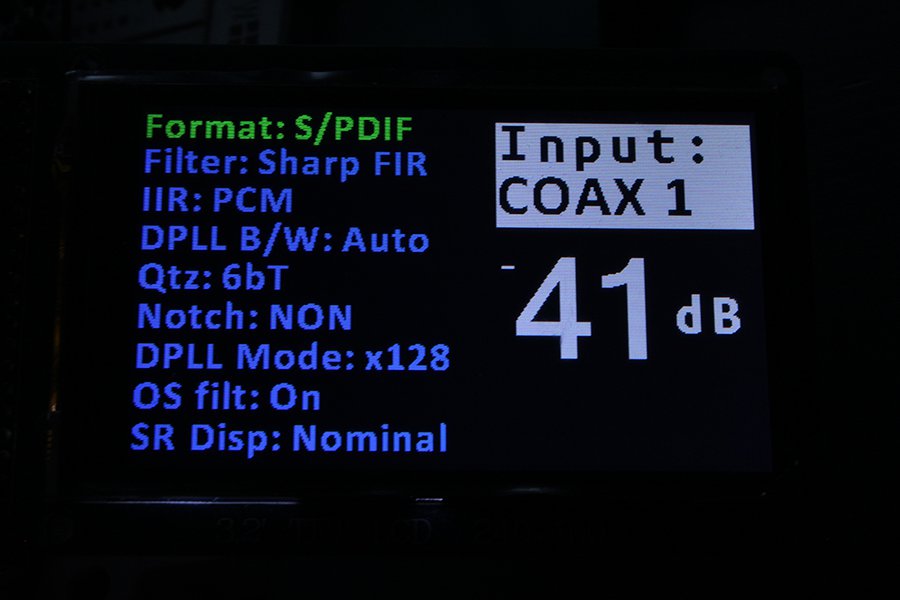 Format: S/PDIF
Filter: Sharp FIR
IIR: PCM
DPLL B/W: Auto
Qtz: 6bT
Notch: NON
DPLL Mode: x128
OS filt: On
SR Disp: Nominal
Input:
COAX 1
-41 dB